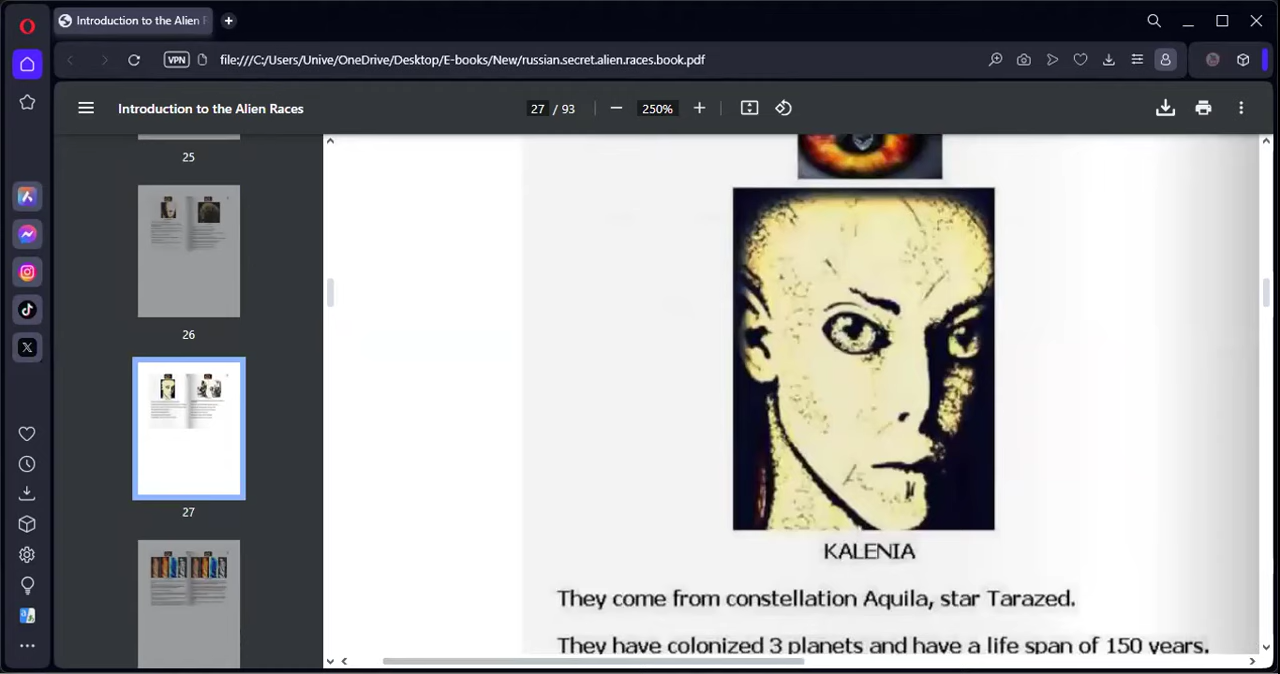 Introduction to the Alien R
VPN
file:///C:/Users/Unive/OneDrive/Desktop/E-books/New/russian.secret.alien.races.book.pdf
Introduction to the Alien Races
27 / 93
250%
25
26
27
KALENIA
They come from constellation Aquila, star Tarazed.
They have colonized 3 planets and have a life span of 150 years.